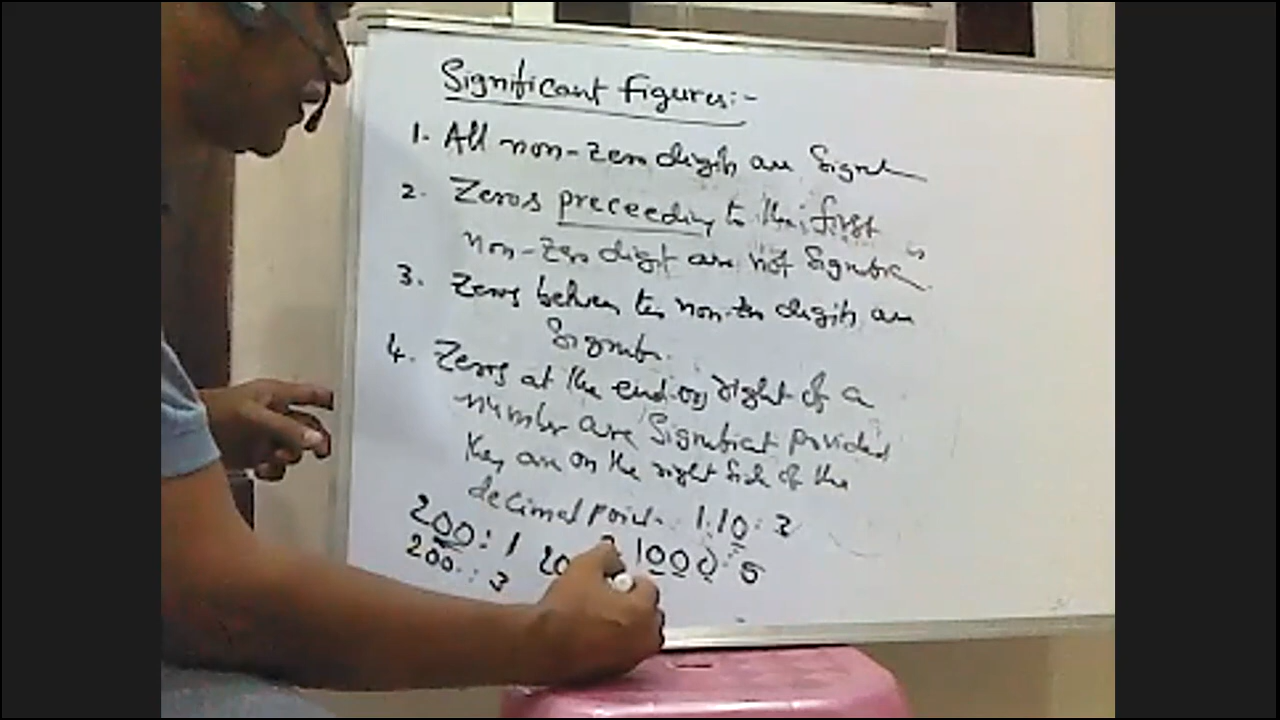 Significant figures:-
1. All non-zero digits are Signi
2. Zeros preceeding to the first
non-zero digit are not Signific
3. Zeros between two non-zero digits are
Signific.
4. Zeros at the end or right of a
number are Significat provided
they are on the right side of the
decimal point. 1.10 : 3
200 : 1 20 1000 : 5
200. : 3